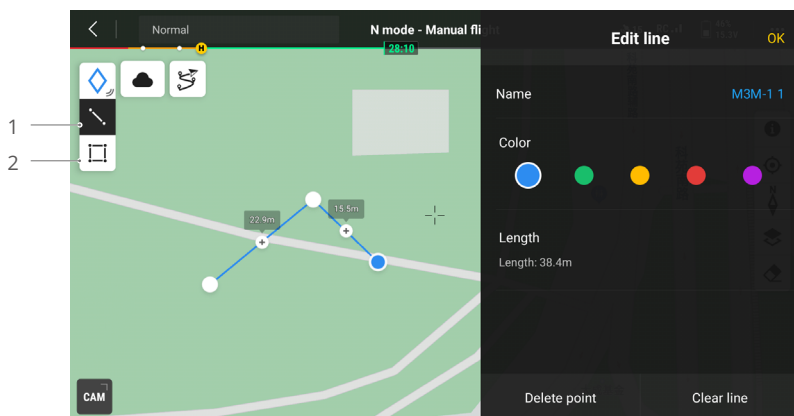 Normal
N mode - Manual fli
Edit line
OK
H
28:10
Name
M3M-1 1
Color
1
2
22.9m
15.5m
Length
Length: 38.4m
CAM
Delete point
Clear line